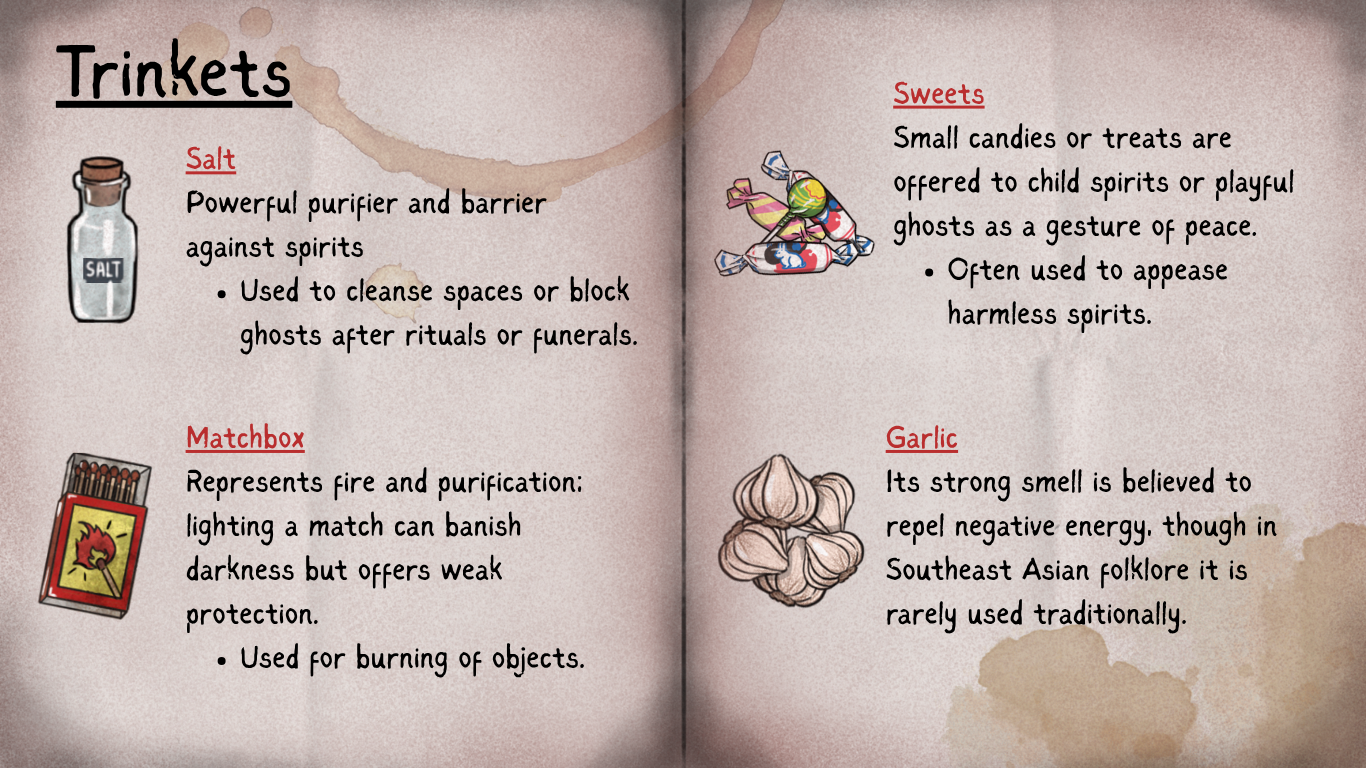 Trinkets
SALT
Salt
Powerful purifier and barrier
against spirits
• Used to cleanse spaces or block
ghosts after rituals or funerals.
Matchbox
Represents fire and purification;
lighting a match can banish
darkness but offers weak
protection.
• Used for burning of objects.
Sweets
Small candies or treats are
offered to child spirits or playful
ghosts as a gesture of peace.
• Often used to appease
harmless spirits.
Garlic
Its strong smell is believed to
repel negative energy, though in
Southeast Asian folklore it is
rarely used traditionally.